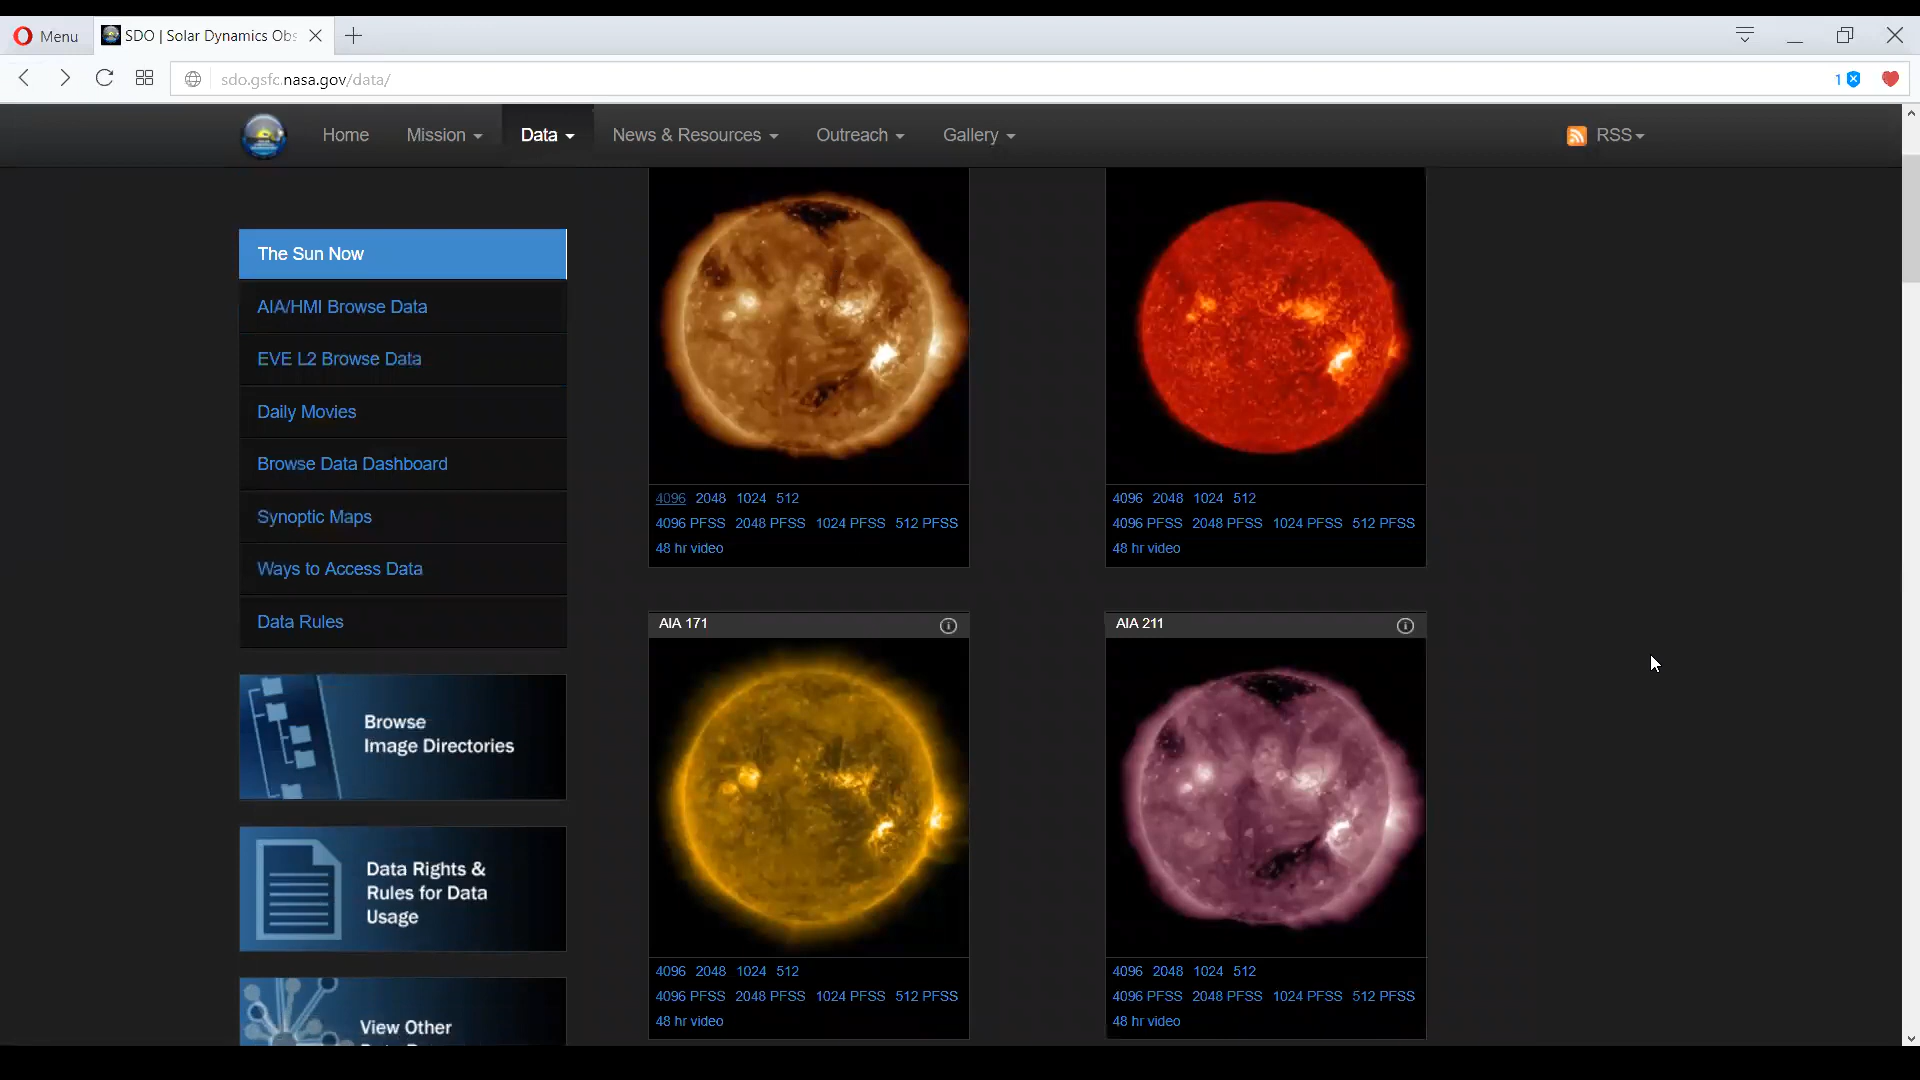 Menu
SDO | Solar Dynamics Obs
sdo.gsfc.nasa.gov/data/
1
Home
Mission
Data
News & Resources
Outreach
Gallery
RSS
The Sun Now
AIA/HMI Browse Data
EVE L2 Browse Data
Daily Movies
Browse Data Dashboard
Synoptic Maps
Ways to Access Data
Data Rules
Browse
Image Directories
Data Rights &
Rules for Data
Usage
View Other
4096 2048 1024 512
4096 PFSS 2048 PFSS 1024 PFSS 512 PFSS
48 hr video
4096 2048 1024 512
4096 PFSS 2048 PFSS 1024 PFSS 512 PFSS
48 hr video
AIA 171
4096 2048 1024 512
4096 PFSS 2048 PFSS 1024 PFSS 512 PFSS
48 hr video
AIA 211
4096 2048 1024 512
4096 PFSS 2048 PFSS 1024 PFSS 512 PFSS
48 hr video